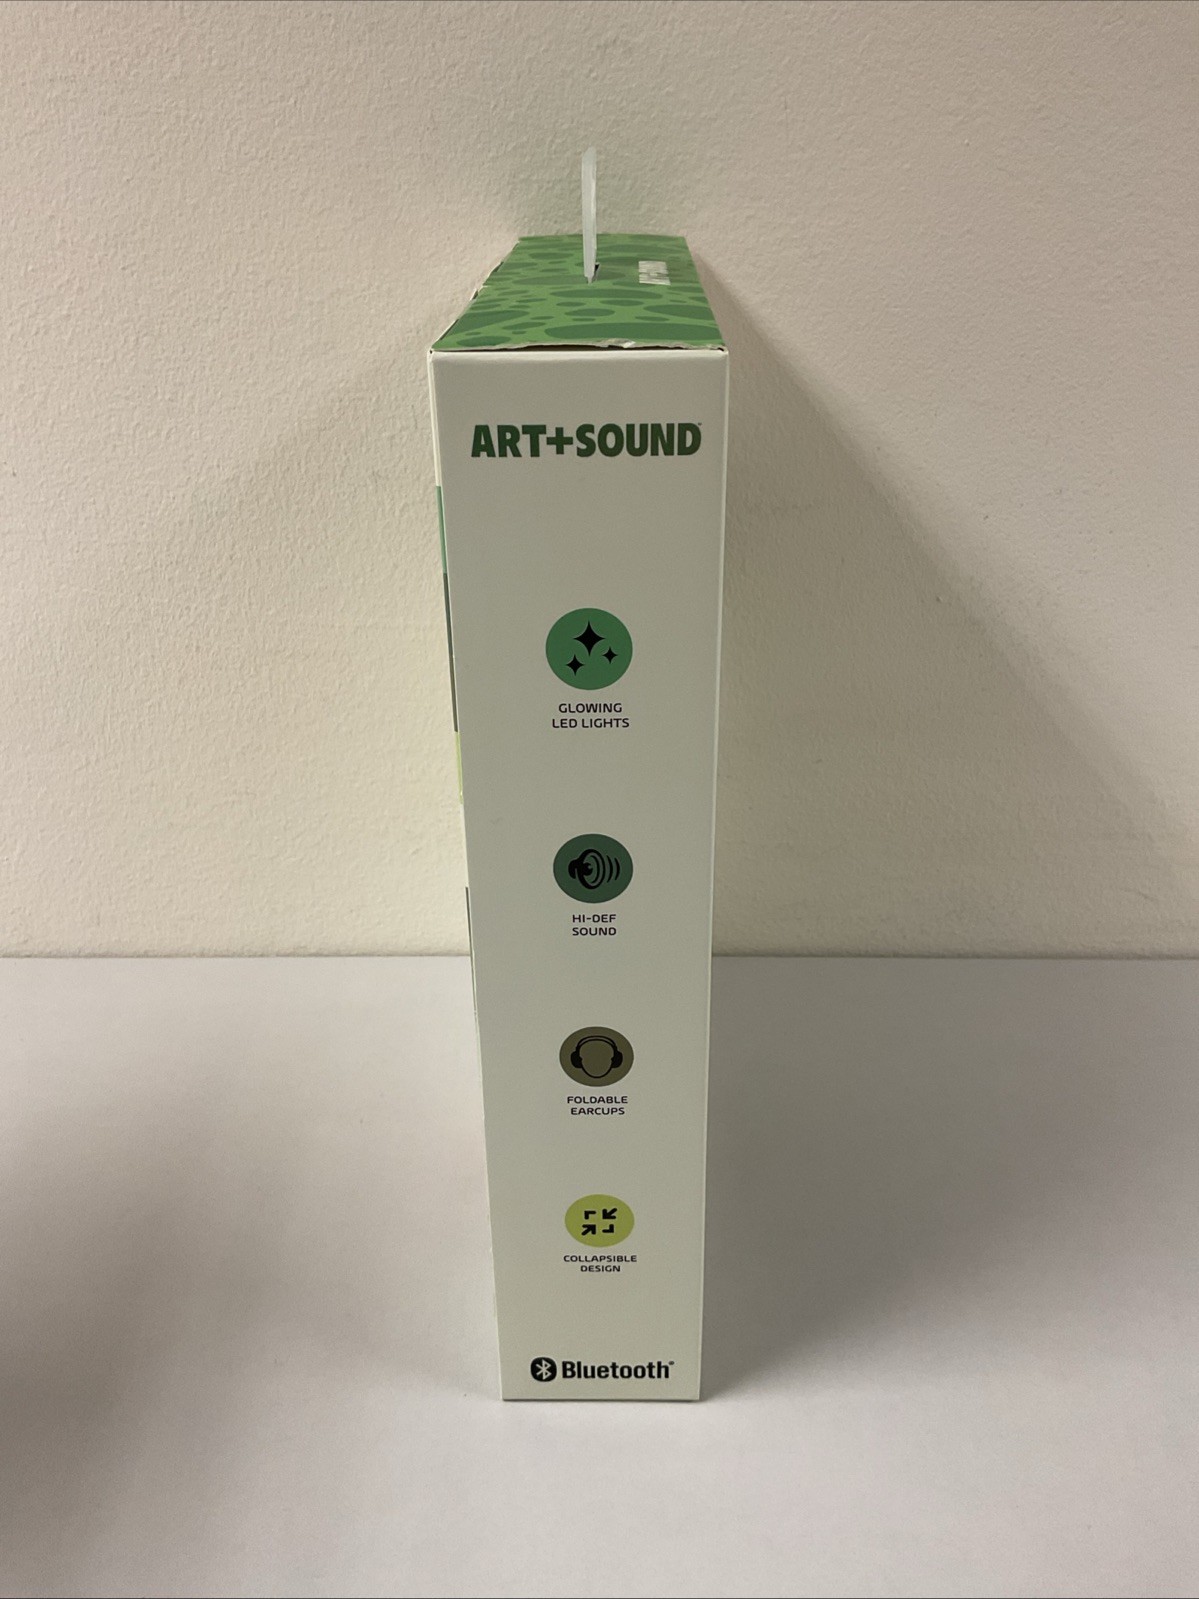 ART+SOUND
GLOWING
LED LIGHTS
HI-DEF
SOUND
FOLDABLE
EARCUPS
COLLAPSIBLE
DESIGN
Bluetooth®